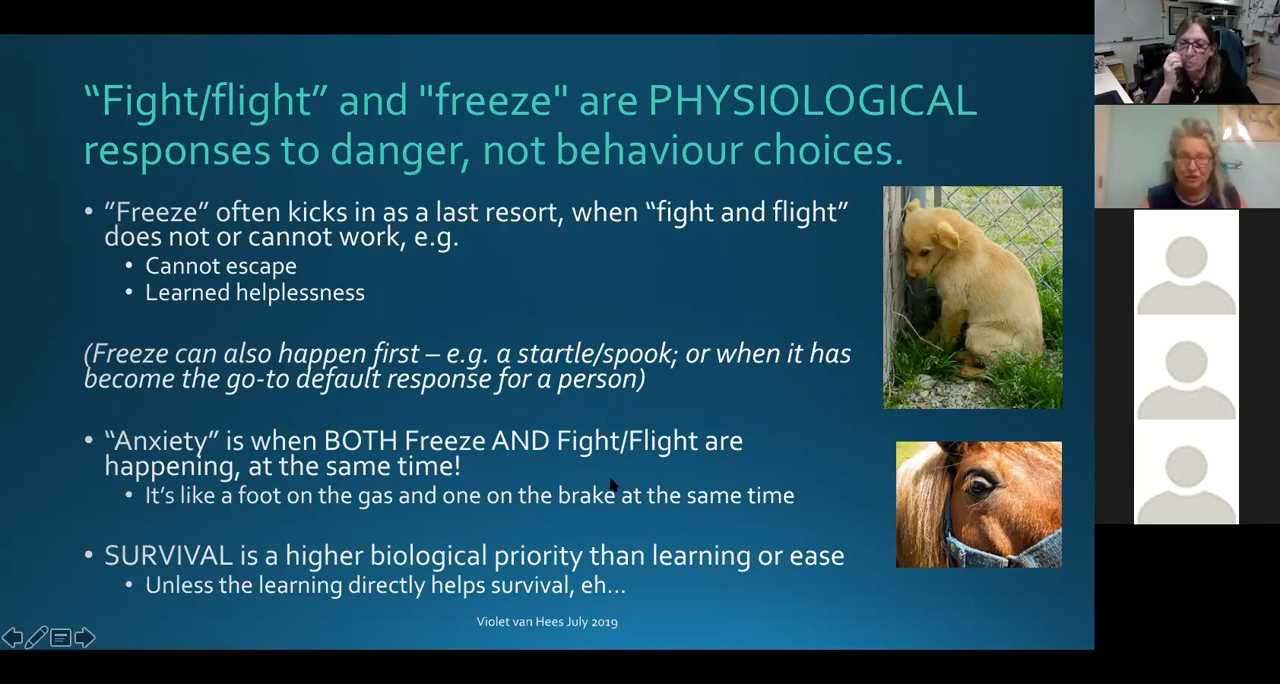 “Fight/flight” and "freeze" are PHYSIOLOGICAL
responses to danger, not behaviour choices.
• ”Freeze” often kicks in as a last resort, when “fight and flight”
does not or cannot work, e.g.
• Cannot escape
• Learned helplessness
(Freeze can also happen first – e.g. a startle/spook; or when it has
become the go-to default response for a person)
• “Anxiety” is when BOTH Freeze AND Fight/Flight are
happening, at the same time!
• It’s like a foot on the gas and one on the brake at the same time
• SURVIVAL is a higher biological priority than learning or ease
• Unless the learning directly helps survival, eh…
Violet van Hees July 2019